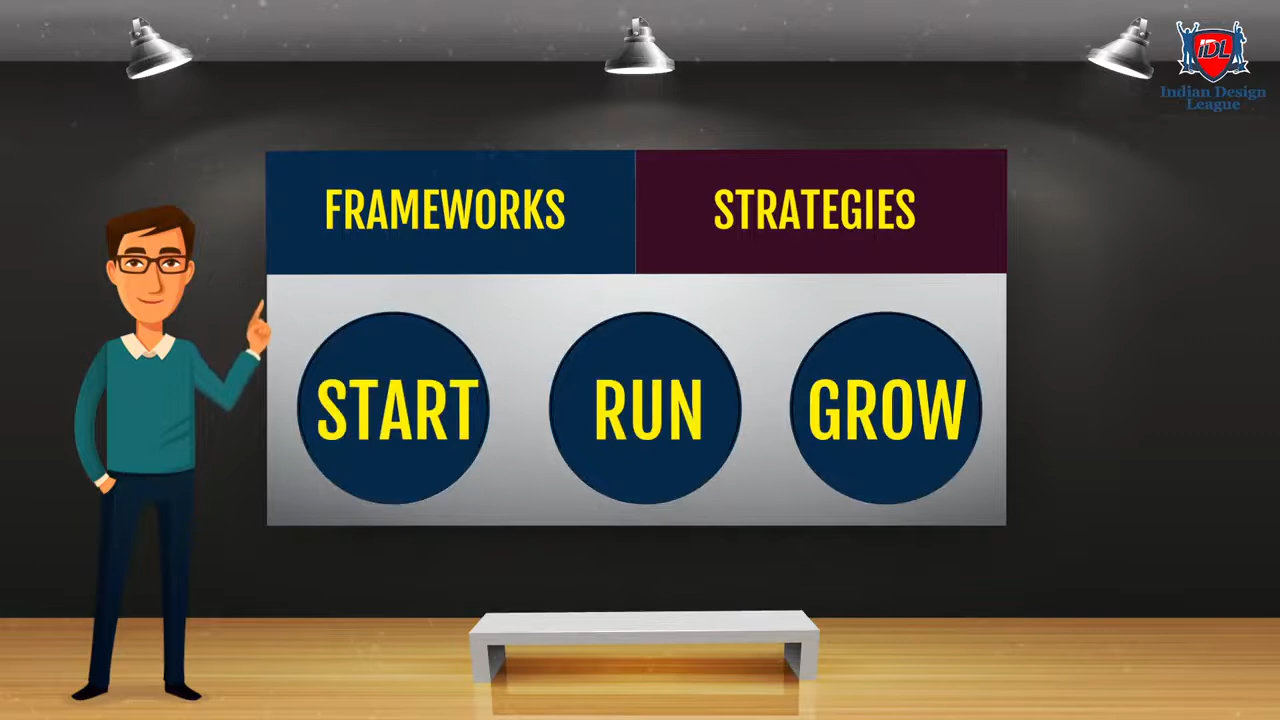 IDL
Indian Design
League
FRAMEWORKS
STRATEGIES
START
RUN
GROW